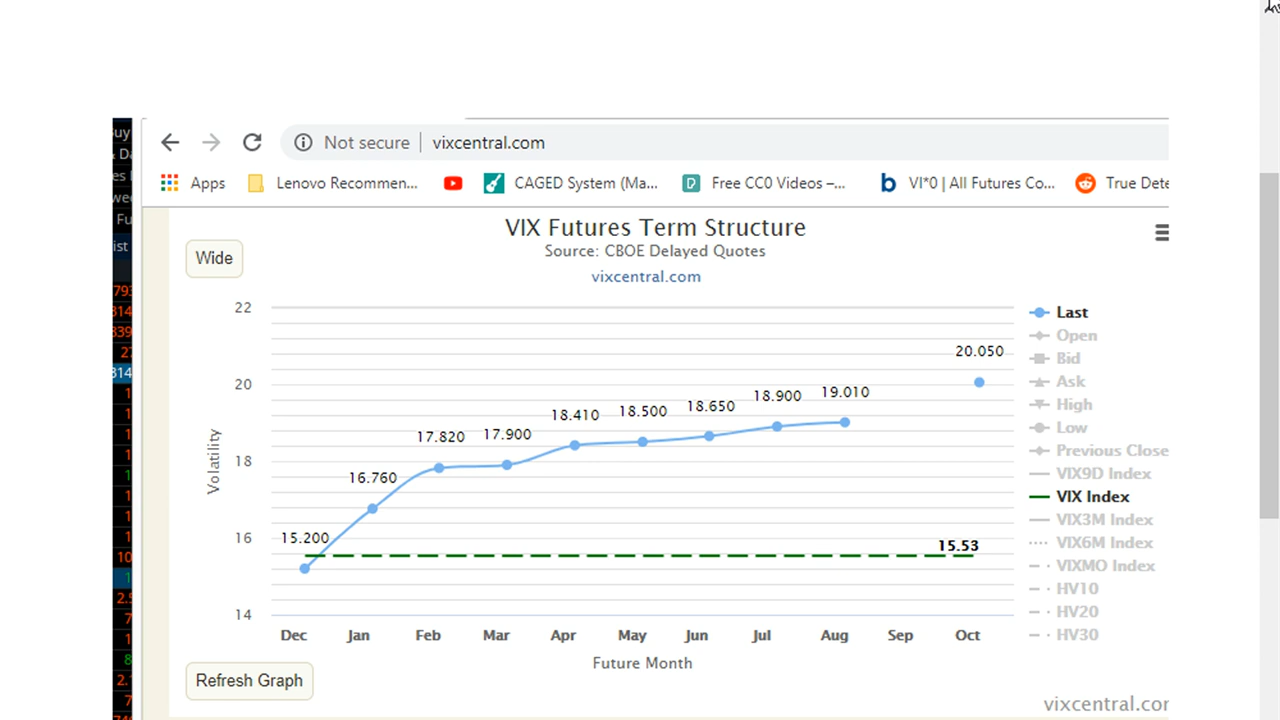 Not secure | vixcentral.com
Apps Lenovo Recommen... CAGED System (Ma... Free CC0 Videos –... VI*0 | All Futures Co... True Dete
VIX Futures Term Structure
Source: CBOE Delayed Quotes
vixcentral.com
Wide
22
20
18
16
14
Volatility
15.200
16.760
17.820
17.900
18.410
18.500
18.650
18.900
19.010
20.050
15.53
Dec Jan Feb Mar Apr May Jun Jul Aug Sep Oct
Future Month
Last
Open
Bid
Ask
High
Low
Previous Close
VIX9D Index
VIX Index
VIX3M Index
VIX6M Index
VIXMO Index
HV10
HV20
HV30
Refresh Graph
vixcentral.cor